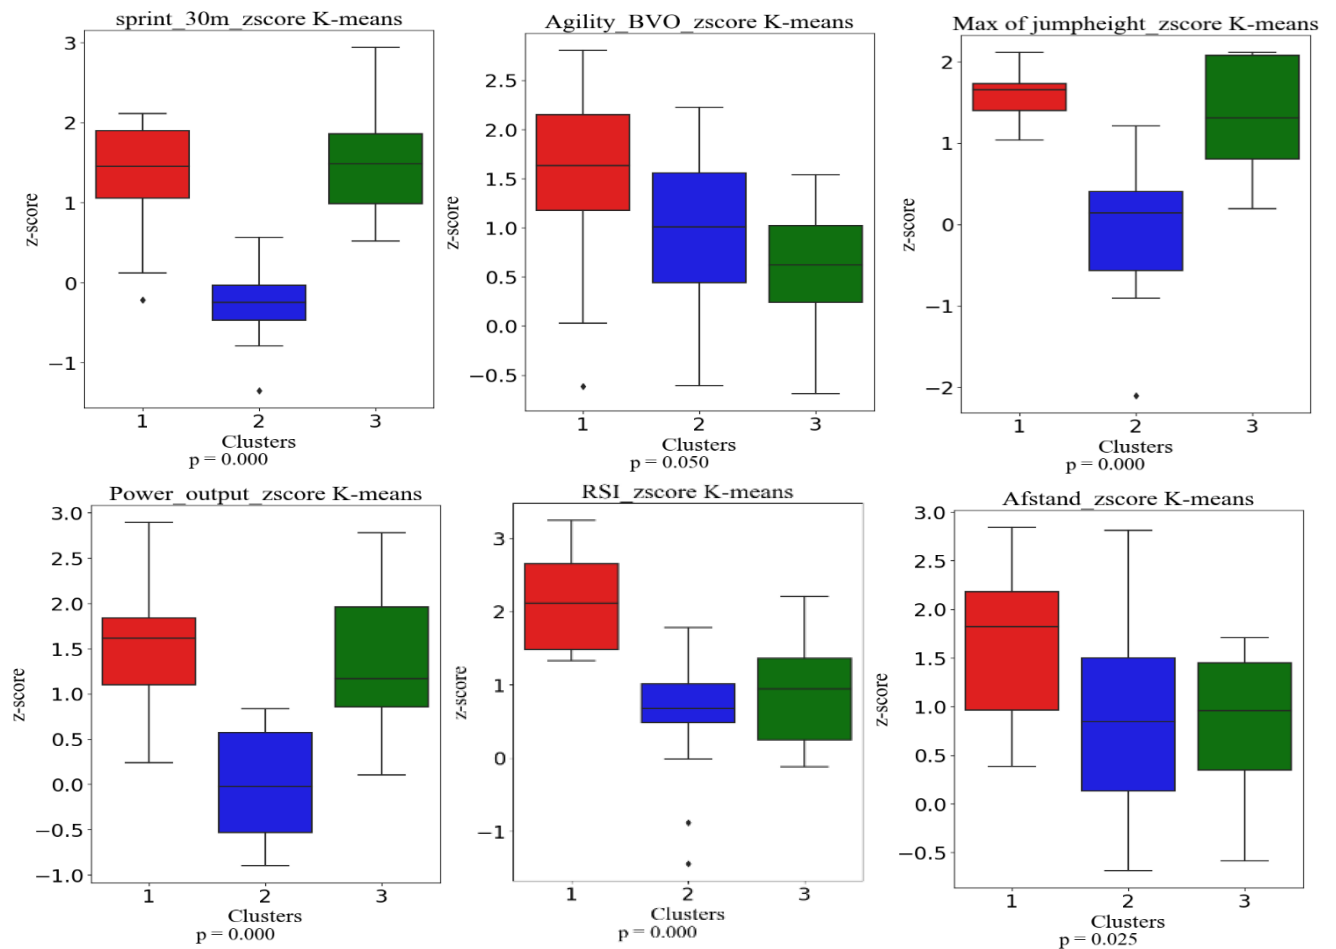 sprint_30m_zscore K-means
3
2
1
0
−1
z-score
1 2 3
Clusters
p = 0.000
Agility_BVO_zscore K-means
2.5
2.0
1.5
1.0
0.5
0.0
−0.5
z-score
1 2 3
Clusters
p = 0.050
Max of jumpheight_zscore K-means
2
1
0
−1
−2
z-score
1 2 3
Clusters
p = 0.000
Power_output_zscore K-means
3.0
2.5
2.0
1.5
1.0
0.5
0.0
−0.5
−1.0
z-score
1 2 3
Clusters
p = 0.000
RSI_zscore K-means
3
2
1
0
−1
z-score
1 2 3
Clusters
p = 0.000
Afstand_zscore K-means
3.0
2.5
2.0
1.5
1.0
0.5
0.0
−0.5
z-score
1 2 3
Clusters
p = 0.025